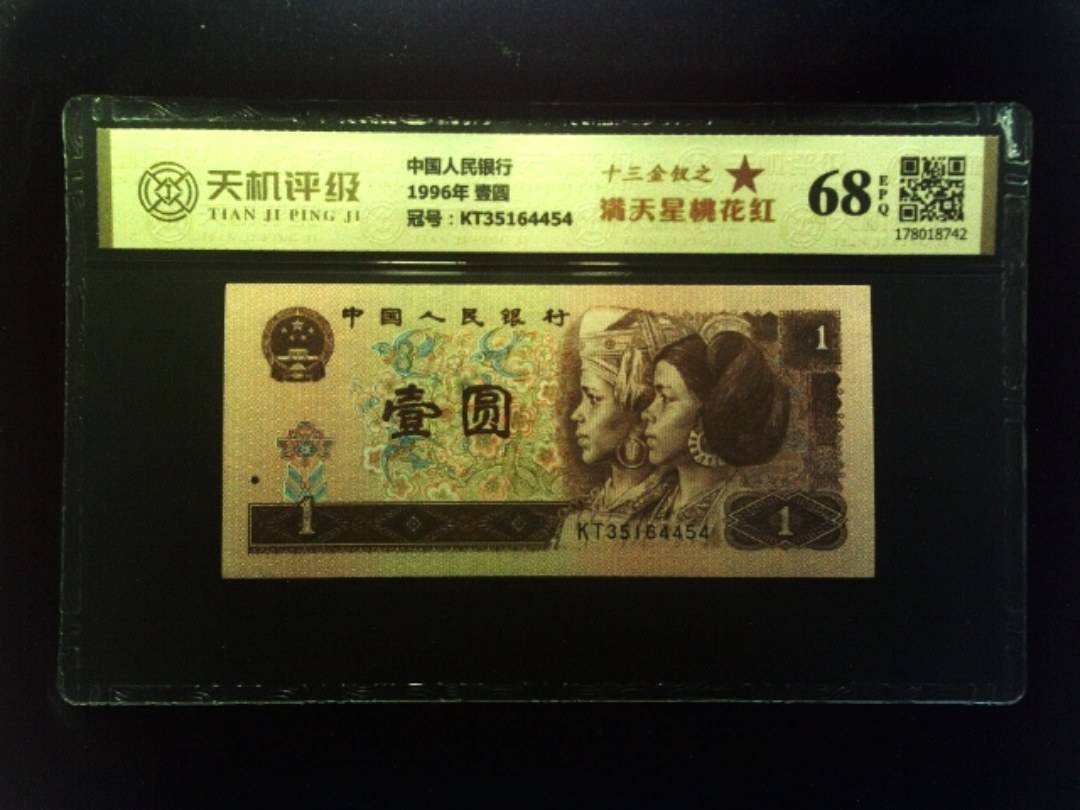 天机评级
TIAN JI PING JI
中国人民银行
1996年 壹圆
冠号：KT35164454
十三金钗之
满天星桃花红
68
EPQ
178018742
中国人民银行
1
壹圆
1
KT35164454
1